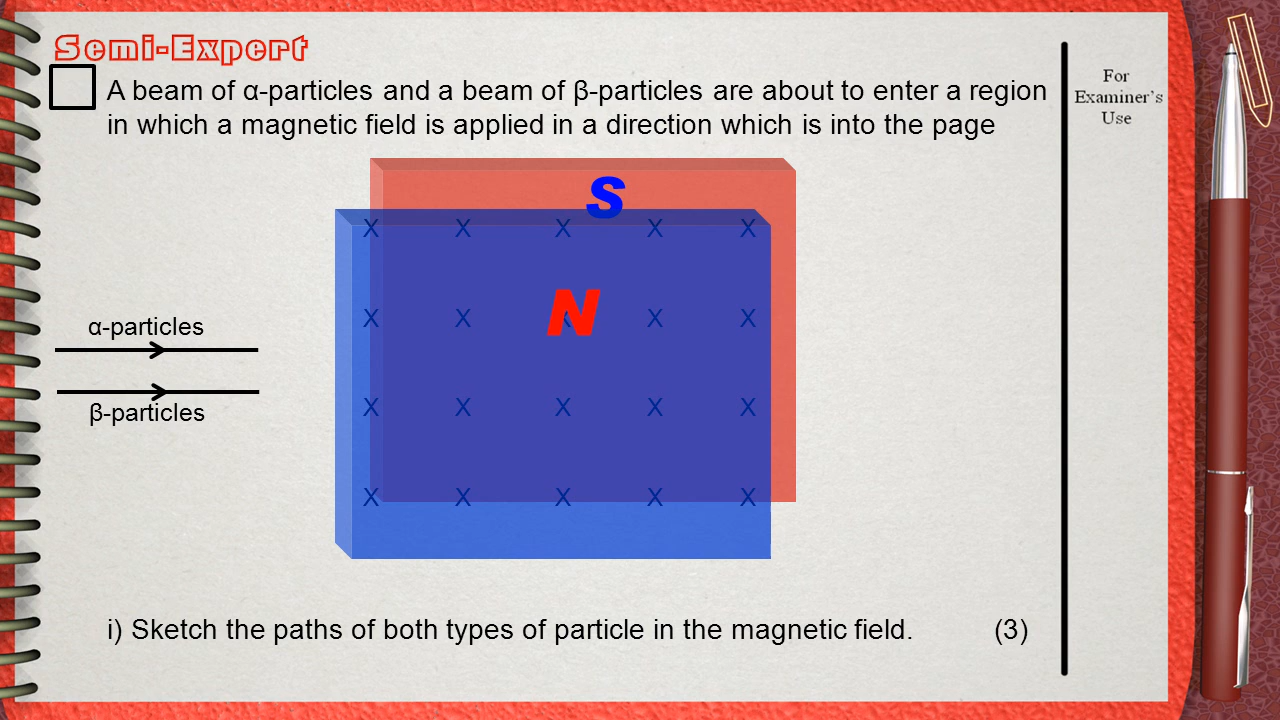 Semi-Expert
A beam of α-particles and a beam of β-particles are about to enter a region
in which a magnetic field is applied in a direction which is into the page
For
Examiner's
Use
S
X X X X X
N
X X X X
α-particles
β-particles
X X X X X
X X X X X
i) Sketch the paths of both types of particle in the magnetic field. (3)